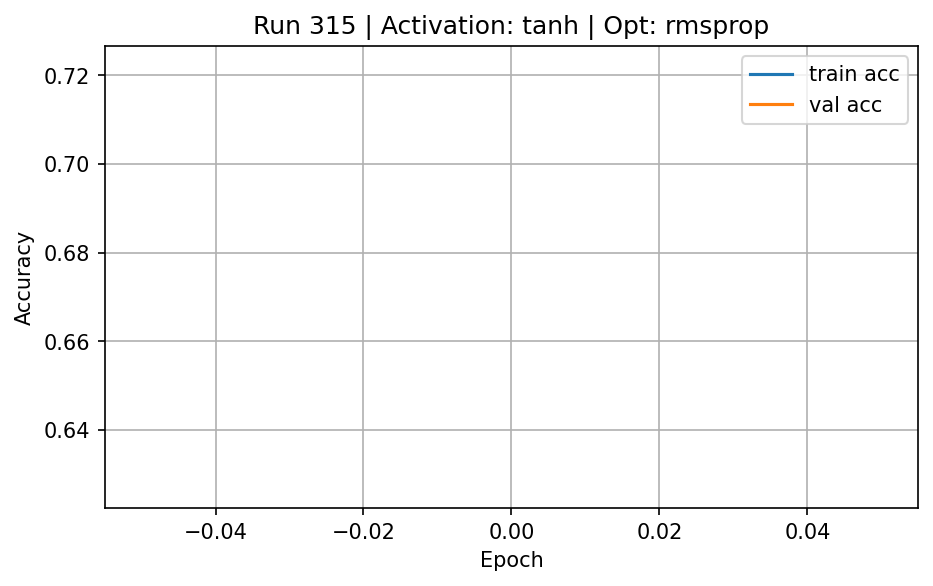 Run 315 | Activation: tanh | Opt: rmsprop
train acc
val acc
0.72
0.70
0.68
0.66
0.64
Accuracy
−0.04
−0.02
0.00
0.02
0.04
Epoch